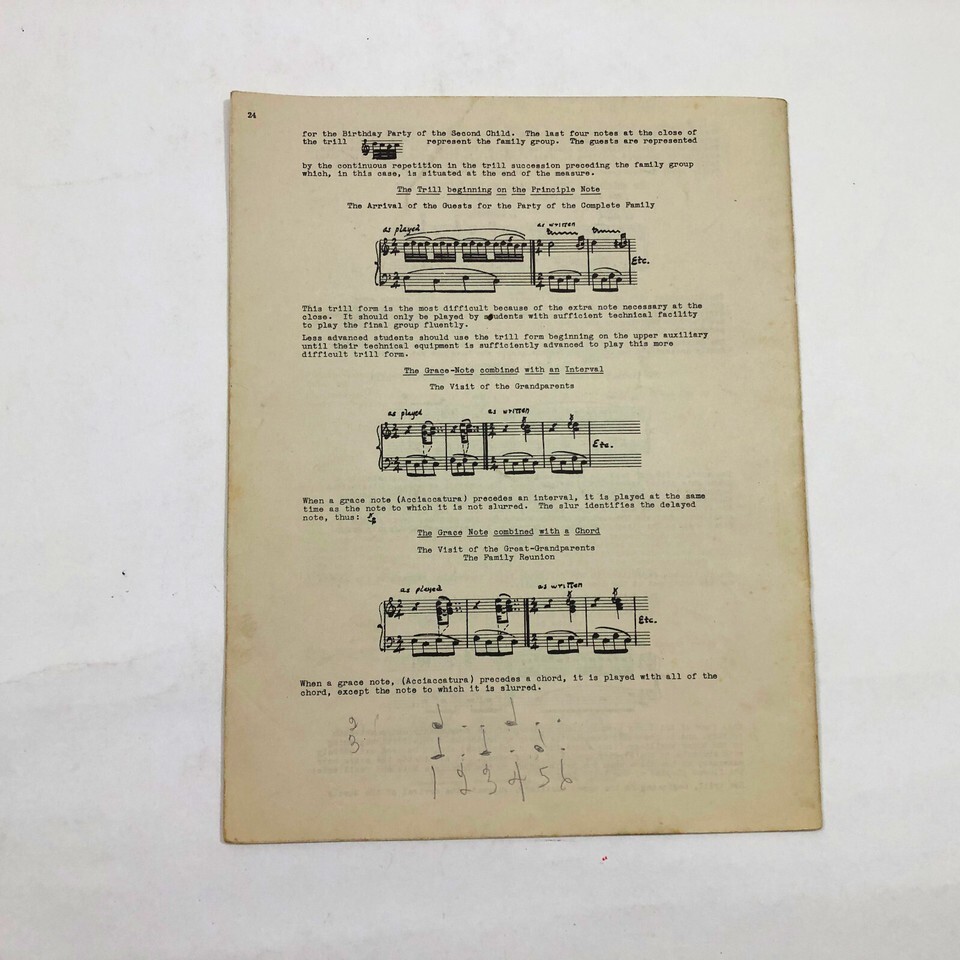 24
for the Birthday Party of the Second Child. The last four notes at the close of
the trill represent the family group. The guests are represented
by the continuous repetition in the trill succession preceding the family group
which, in this case, is situated at the end of the measure.
The Trill beginning on the Principle Note
The Arrival of the Guests for the Party of the Complete Family
as played as written
Etc.
This trill form is the most difficult because of the extra note necessary at the
close. It should only be played by students with sufficient technical facility
to play the final group fluently.
Less advanced students should use the trill form beginning on the upper auxiliary
until their technical equipment is sufficiently advanced to play this more
difficult trill form.
The Grace-Note combined with an Interval
The Visit of the Grandparents
as played as written
Etc.
When a grace note (Acciaccatura) precedes an interval, it is played at the same
time as the note to which it is not slurred. The slur identifies the delayed
note, thus:
The Grace Note combined with a Chord
The Visit of the Great-Grandparents
The Family Reunion
as played as written
Etc.
When a grace note, (Acciaccatura) precedes a chord, it is played with all of the
chord, except the note to which it is slurred.
2
3
1 2 3 4 5 6